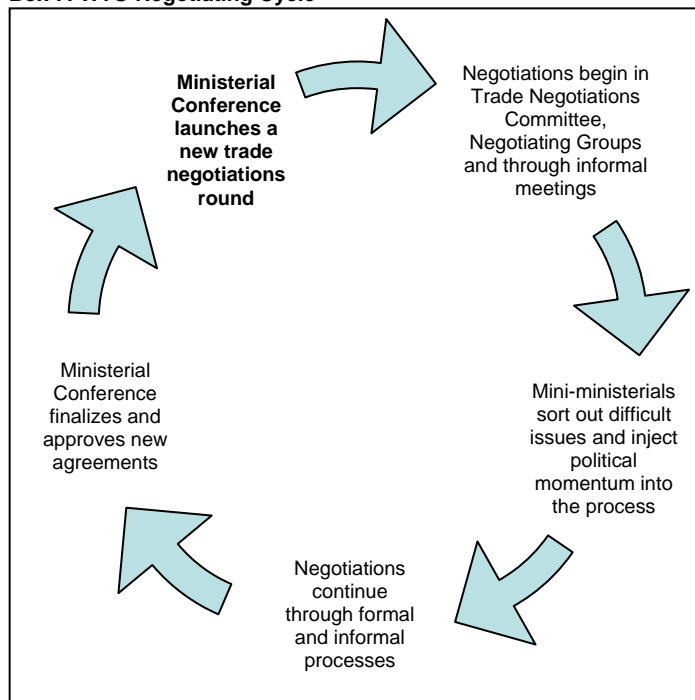 Ministerial
Conference
launches a
new trade
negotiations
round
Negotiations begin in
Trade Negotiations
Committee,
Negotiating Groups
and through informal
meetings
Mini-ministerials
sort out difficult
issues and inject
political
momentum into
the process
Negotiations
continue
through formal
and informal
processes
Ministerial
Conference
finalizes and
approves new
agreements